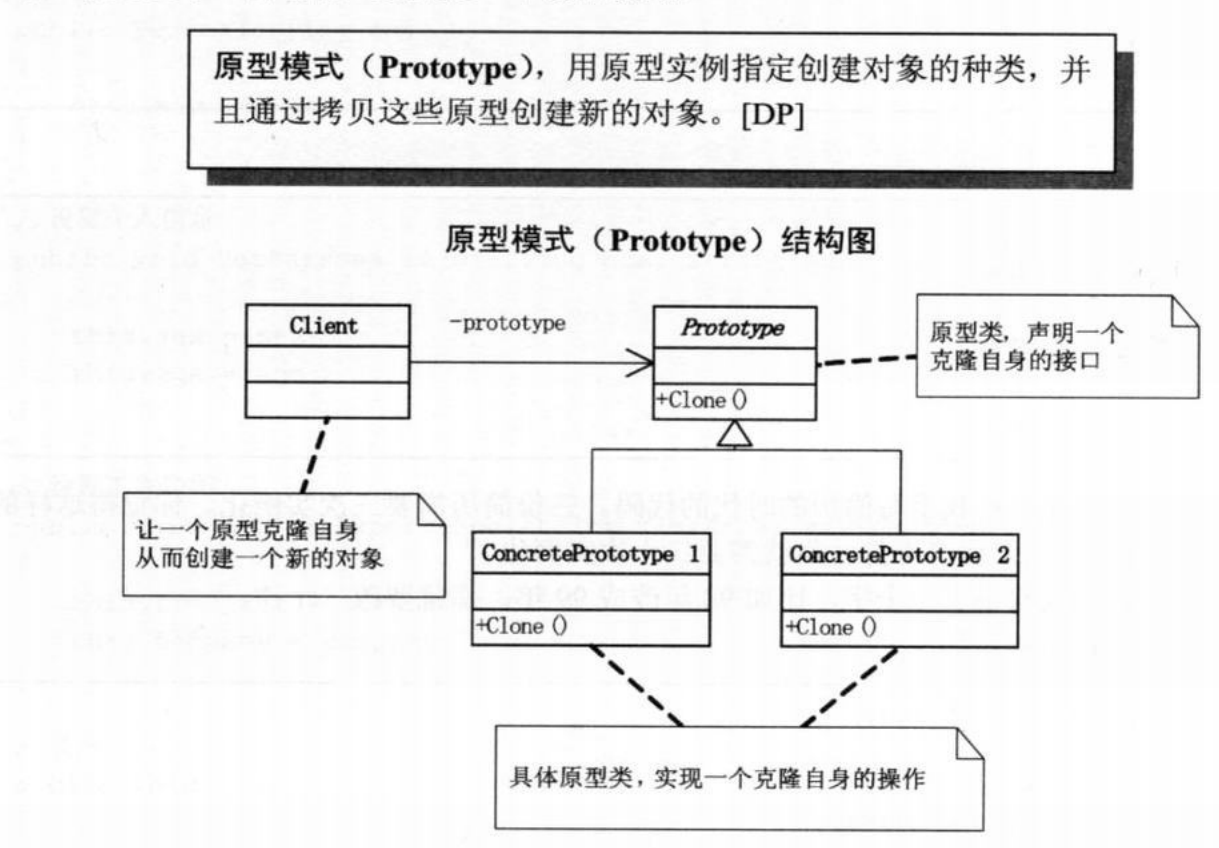 原型模式（Prototype），用原型实例指定创建对象的种类，并
且通过拷贝这些原型创建新的对象。[DP]
原型模式（Prototype）结构图
Client
-prototype
Prototype
+Clone()
原型类，声明一个
克隆自身的接口
让一个原型克隆自身
从而创建一个新的对象
ConcretePrototype 1
+Clone()
ConcretePrototype 2
+Clone()
具体原型类，实现一个克隆自身的操作